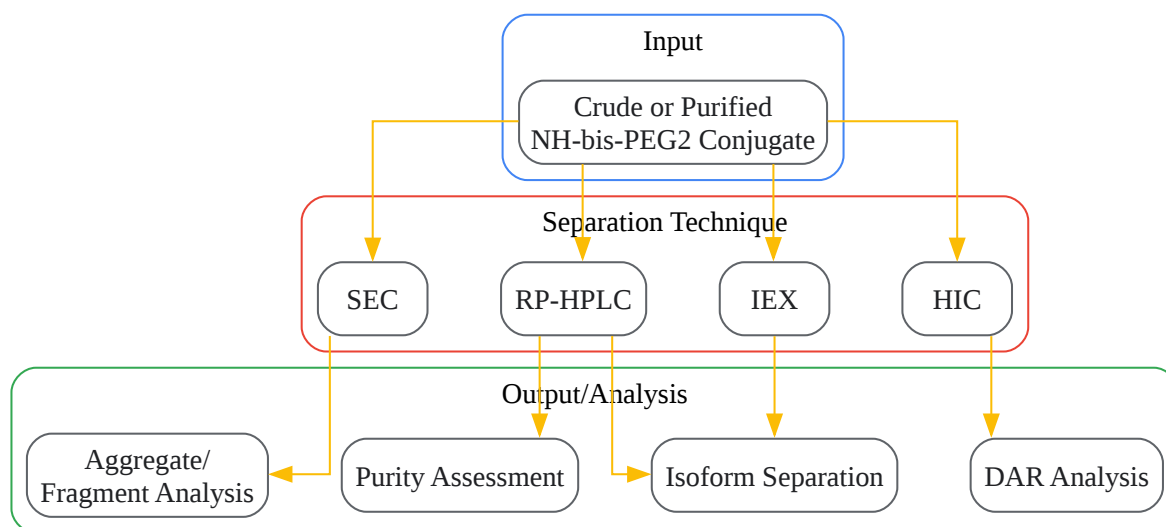 Input
Crude or Purified
NH-bis-PEG2 Conjugate
Separation Technique
SEC
RP-HPLC
IEX
HIC
Output/Analysis
Aggregate/
Fragment Analysis
Purity Assessment
Isoform Separation
DAR Analysis